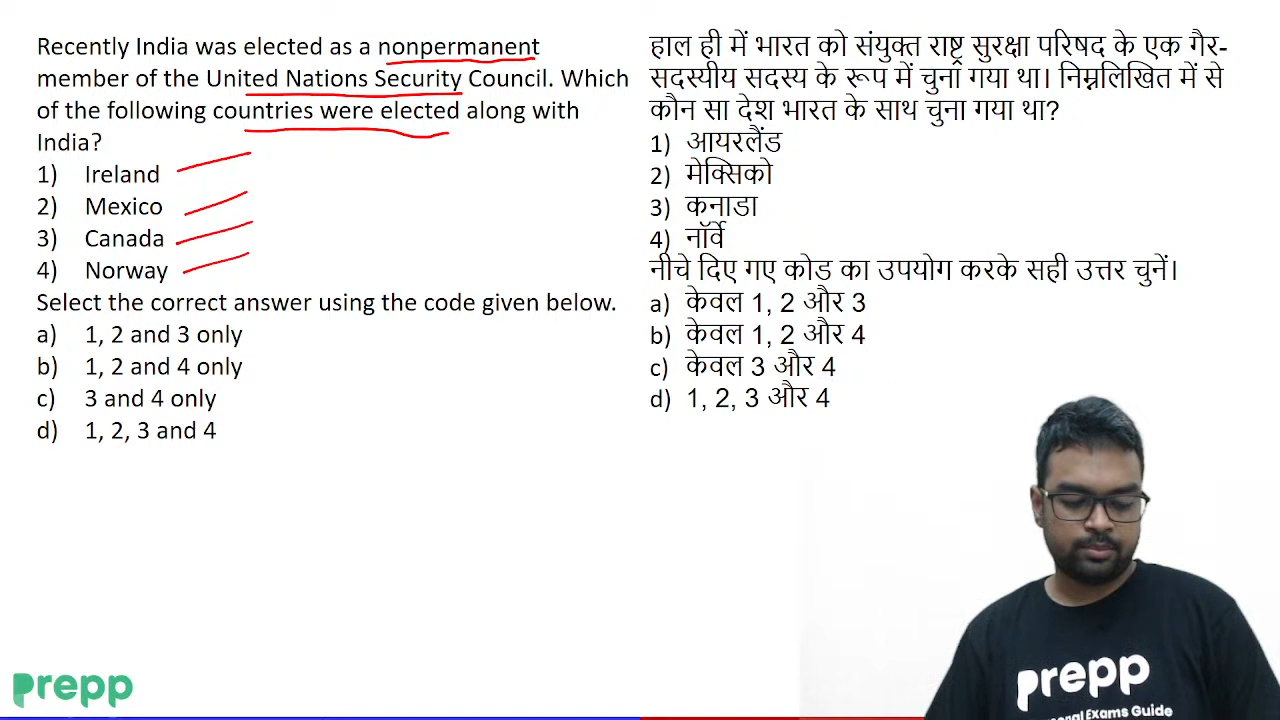 Recently India was elected as a nonpermanent
member of the United Nations Security Council. Which
of the following countries were elected along with
India?
1) Ireland
2) Mexico
3) Canada
4) Norway
Select the correct answer using the code given below.
a) 1, 2 and 3 only
b) 1, 2 and 4 only
c) 3 and 4 only
d) 1, 2, 3 and 4
हाल ही में भारत को संयुक्त राष्ट्र सुरक्षा परिषद के एक गैर-
सदस्यीय सदस्य के रूप में चुना गया था। निम्नलिखित में से
कौन सा देश भारत के साथ चुना गया था?
1) आयरलैंड
2) मेक्सिको
3) कनाडा
4) नॉर्वे
नीचे दिए गए कोड का उपयोग करके सही उत्तर चुनें।
a) केवल 1, 2 और 3
b) केवल 1, 2 और 4
c) केवल 3 और 4
d) 1, 2, 3 और 4
prepp
prepp
Exams Guide